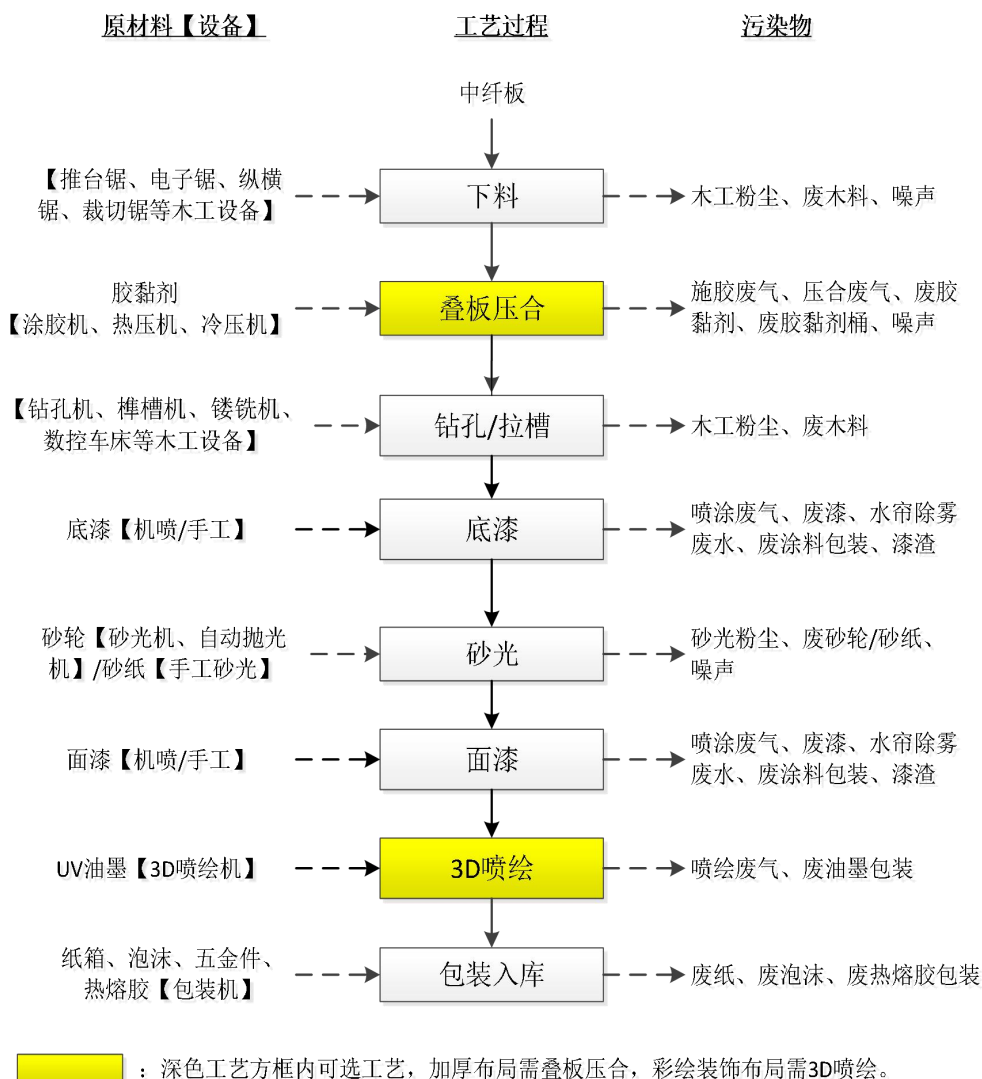 原材料【设备】 工艺过程 污染物
中纤板
【推台锯、电子锯、纵横
锯、裁切锯等木工设备】
下料
木工粉尘、废木料、噪声
胶黏剂
【涂胶机、热压机、冷压机】
叠板压合
施胶废气、压合废气、废胶
黏剂、废胶黏剂桶、噪声
【钻孔机、榫槽机、镂铣机、
数控车床等木工设备】
钻孔/拉槽
木工粉尘、废木料
底漆【机喷/手工】
底漆
喷涂废气、废漆、水帘除雾
废水、废涂料包装、漆渣
砂轮【砂光机、自动抛光
机】/砂纸【手工砂光】
砂光
砂光粉尘、废砂轮/砂纸、
噪声
面漆【机喷/手工】
面漆
喷涂废气、废漆、水帘除雾
废水、废涂料包装、漆渣
UV油墨【3D喷绘机】
3D喷绘
喷绘废气、废油墨包装
纸箱、泡沫、五金件、
热熔胶【包装机】
包装入库
废纸、废泡沫、废热熔胶包装
：深色工艺方框内可选工艺，加厚布局需叠板压合，彩绘装饰布局需3D喷绘。